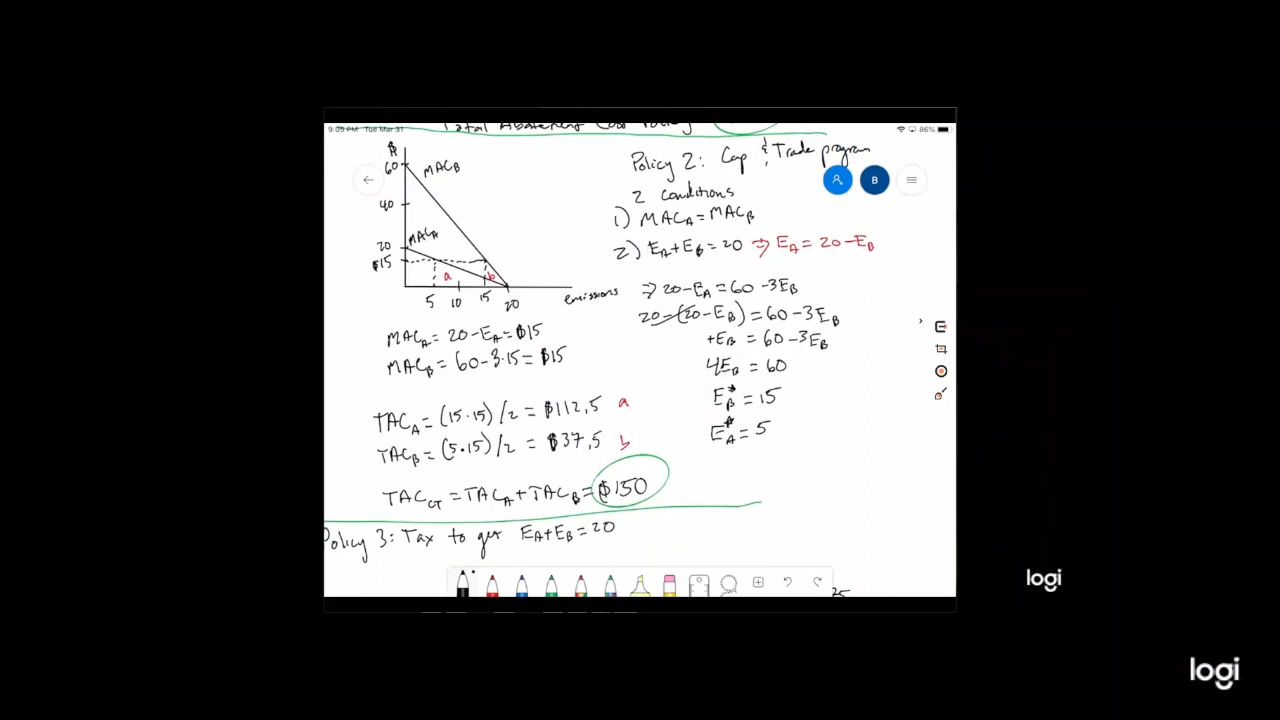 Total Abatement Cost Policy
9:05 PM Tue Mar 31
86%
$
60
MACB
40
20
MACA
$15
a
b
5 10 15 20
emissions
MACA = 20 - EA = $15
MACB = 60 - 3·15 = $15
TACA = (15·15)/2 = $112,5 a
TACB = (5·15)/2 = $37,5 b
TACCT = TACA + TACB = $150
Policy 2: Cap & Trade program
B
2 conditions
1) MACA = MACB
2) EA + EB = 20 => EA = 20 - EB
=> 20 - EA = 60 - 3EB
20 - (20 - EB) = 60 - 3EB
+EB = 60 - 3EB
4EB = 60
EB* = 15
EA* = 5
Policy 3: Tax to get EA + EB = 20
logi
logi